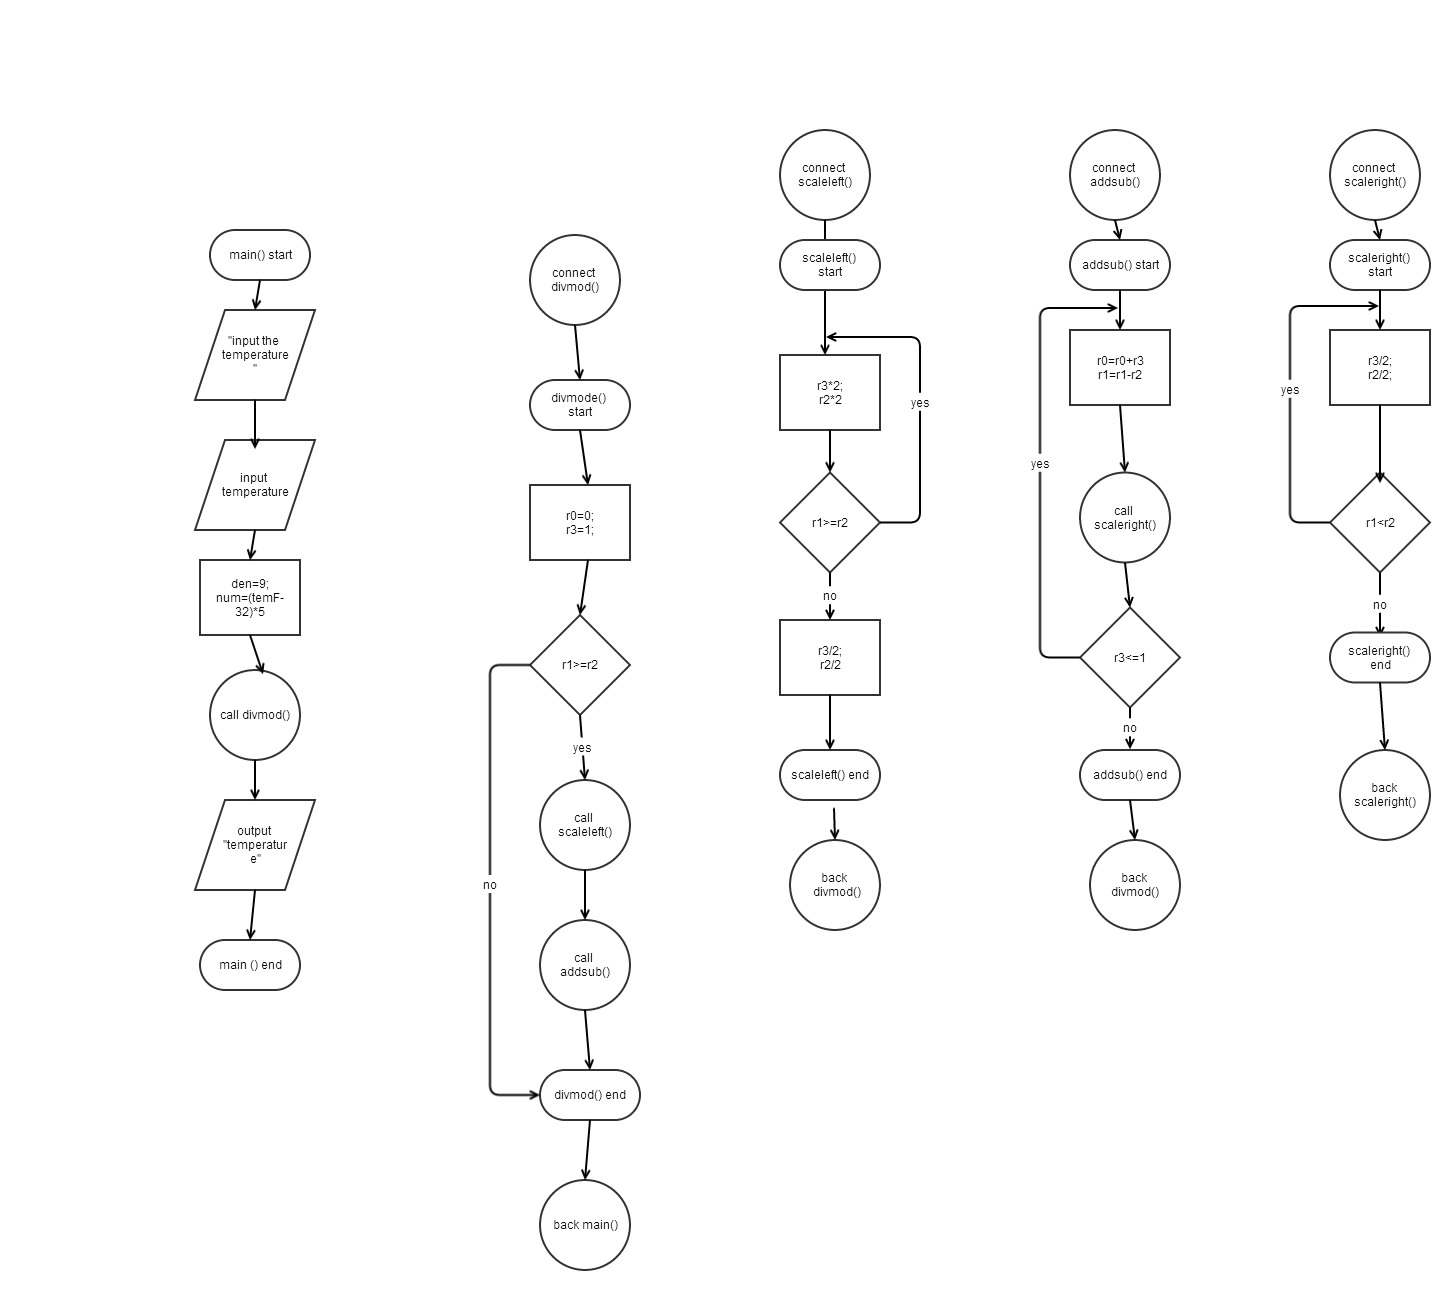 main() start
"input the
temperature
"
input
temperature
den=9;
num=(temF-
32)*5
call divmod()
output
"temperatur
e"
main () end
connect
divmod()
divmode()
start
r0=0;
r3=1;
r1>=r2
yes
no
call
scaleleft()
call
addsub()
divmod() end
back main()
connect
scaleleft()
scaleleft()
start
r3*2;
r2*2
yes
r1>=r2
no
r3/2;
r2/2
scaleleft() end
back
divmod()
connect
addsub()
addsub() start
r0=r0+r3
r1=r1-r2
yes
call
scaleright()
r3<=1
no
addsub() end
back
divmod()
connect
scaleright()
scaleright()
start
r3/2;
r2/2;
yes
r1<r2
no
scaleright()
end
back
scaleright()